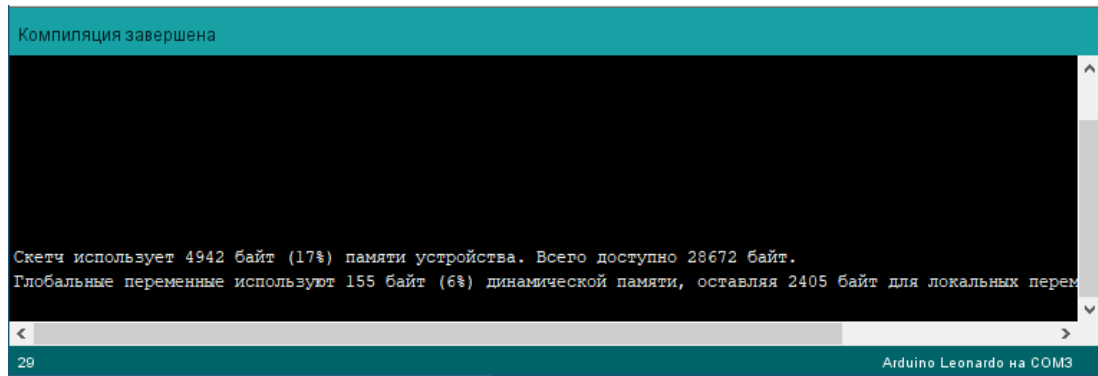 Компиляция завершена
Скетч использует 4942 байт (17%) памяти устройства. Всего доступно 28672 байт.
Глобальные переменные используют 155 байт (6%) динамической памяти, оставляя 2405 байт для локальных перем
29
Arduino Leonardo на COM3